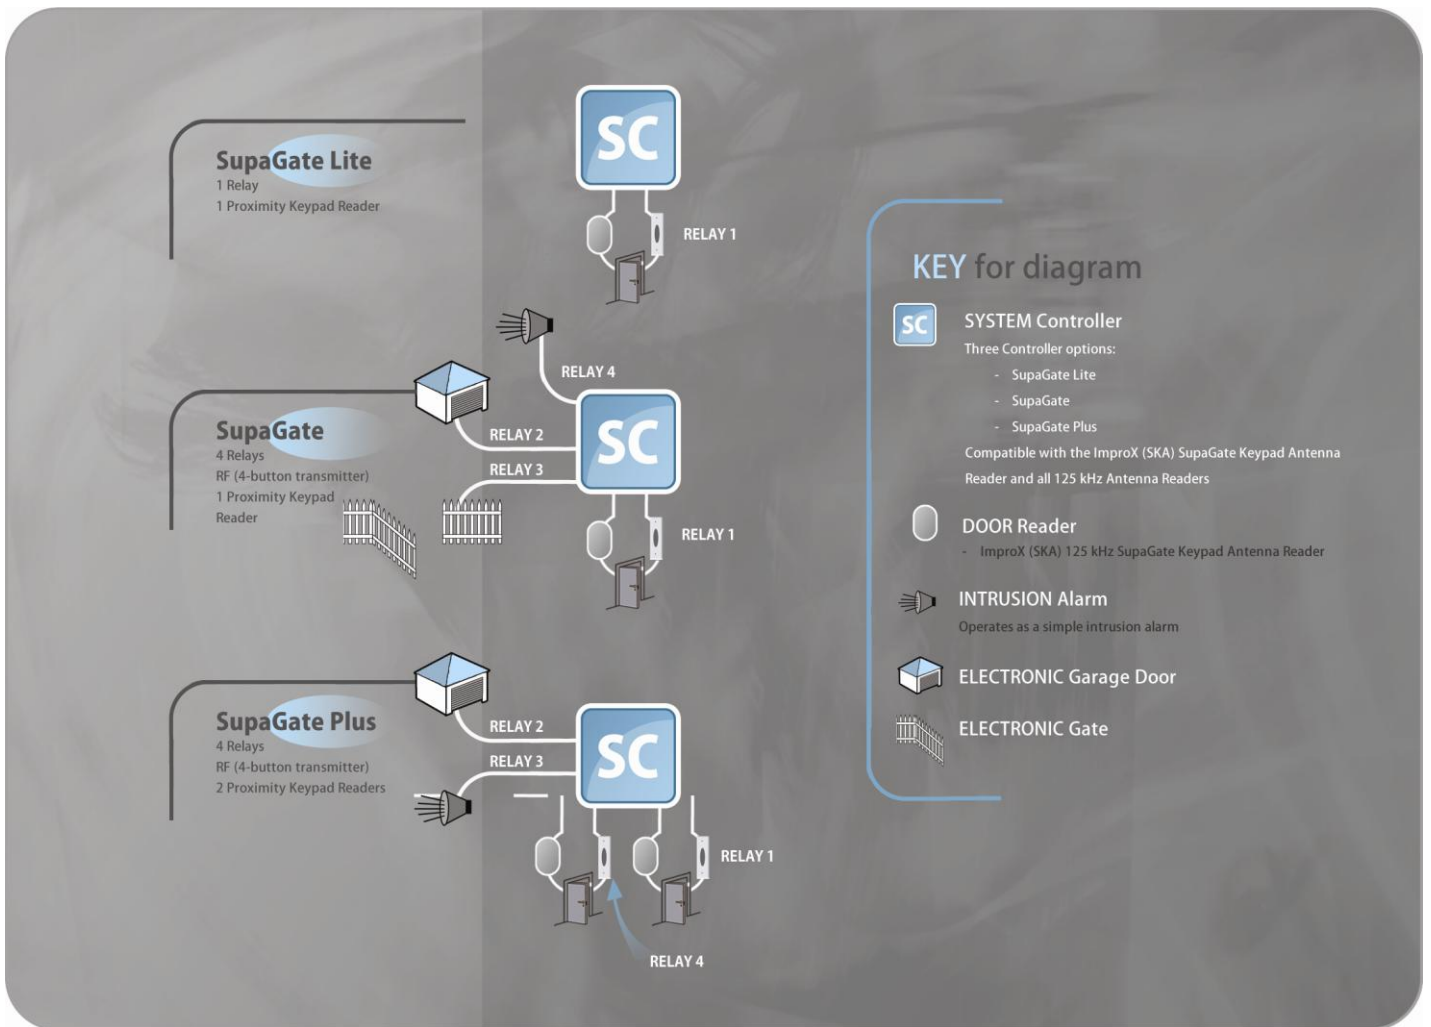 SupaGate Lite
1 Relay
1 Proximity Keypad Reader
SC
RELAY 1
RELAY 4
SupaGate
4 Relays
RF (4-button transmitter)
1 Proximity Keypad
Reader
RELAY 2
RELAY 3
SC
RELAY 1
SupaGate Plus
4 Relays
RF (4-button transmitter)
2 Proximity Keypad Readers
RELAY 2
RELAY 3
SC
RELAY 1
RELAY 4
KEY for diagram
SC
SYSTEM Controller
Three Controller options:
- SupaGate Lite
- SupaGate
- SupaGate Plus
Compatible with the ImproX (SKA) SupaGate Keypad Antenna
Reader and all 125 kHz Antenna Readers
DOOR Reader
- ImproX (SKA) 125 kHz SupaGate Keypad Antenna Reader
INTRUSION Alarm
Operates as a simple intrusion alarm
ELECTRONIC Garage Door
ELECTRONIC Gate